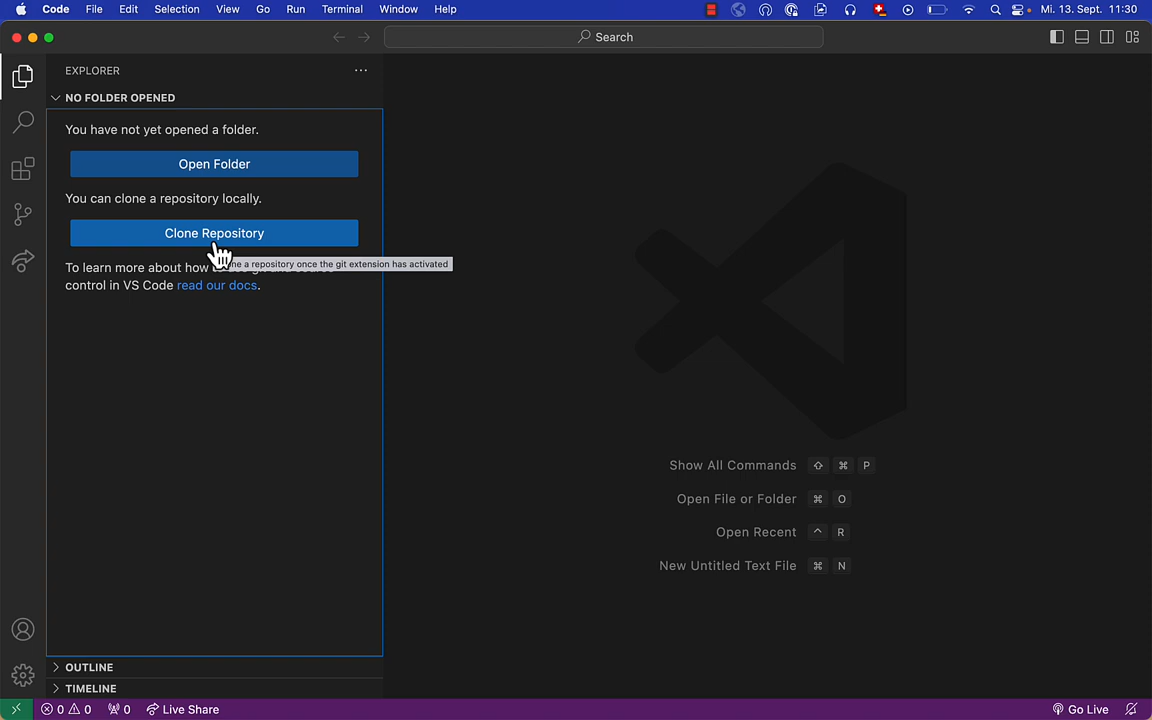 Code File Edit Selection View Go Run Terminal Window Help Mi. 13. Sept. 11:30
Search
EXPLORER
NO FOLDER OPENED
You have not yet opened a folder.
Open Folder
You can clone a repository locally.
Clone Repository
a repository once the git extension has activated
To learn more about how
control in VS Code read our docs.
Show All Commands ⇧ ⌘ P
Open File or Folder ⌘ O
Open Recent ^ R
New Untitled Text File ⌘ N
OUTLINE
TIMELINE
0 0 0 Live Share Go Live